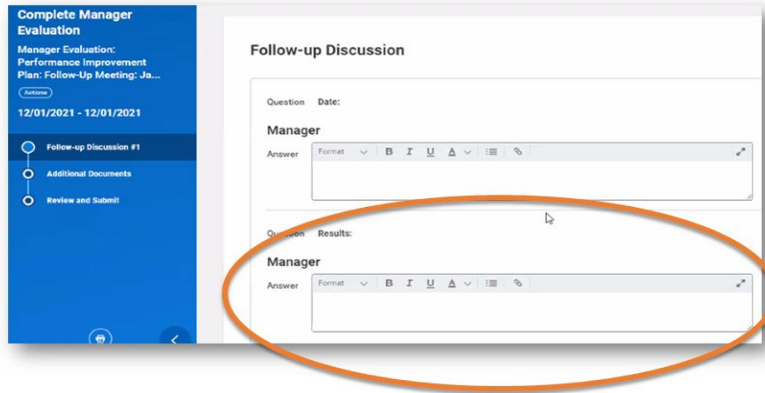 Complete Manager
Evaluation
Manager Evaluation:
Performance Improvement
Plan: Follow-Up Meeting: Ja...
Actions
12/01/2021 - 12/01/2021
Follow-up Discussion #1
Additional Documents
Review and Submit
Follow-up Discussion
Question Date:
Manager
Answer Format B I U A
Question Results:
Manager
Answer Format B I U A